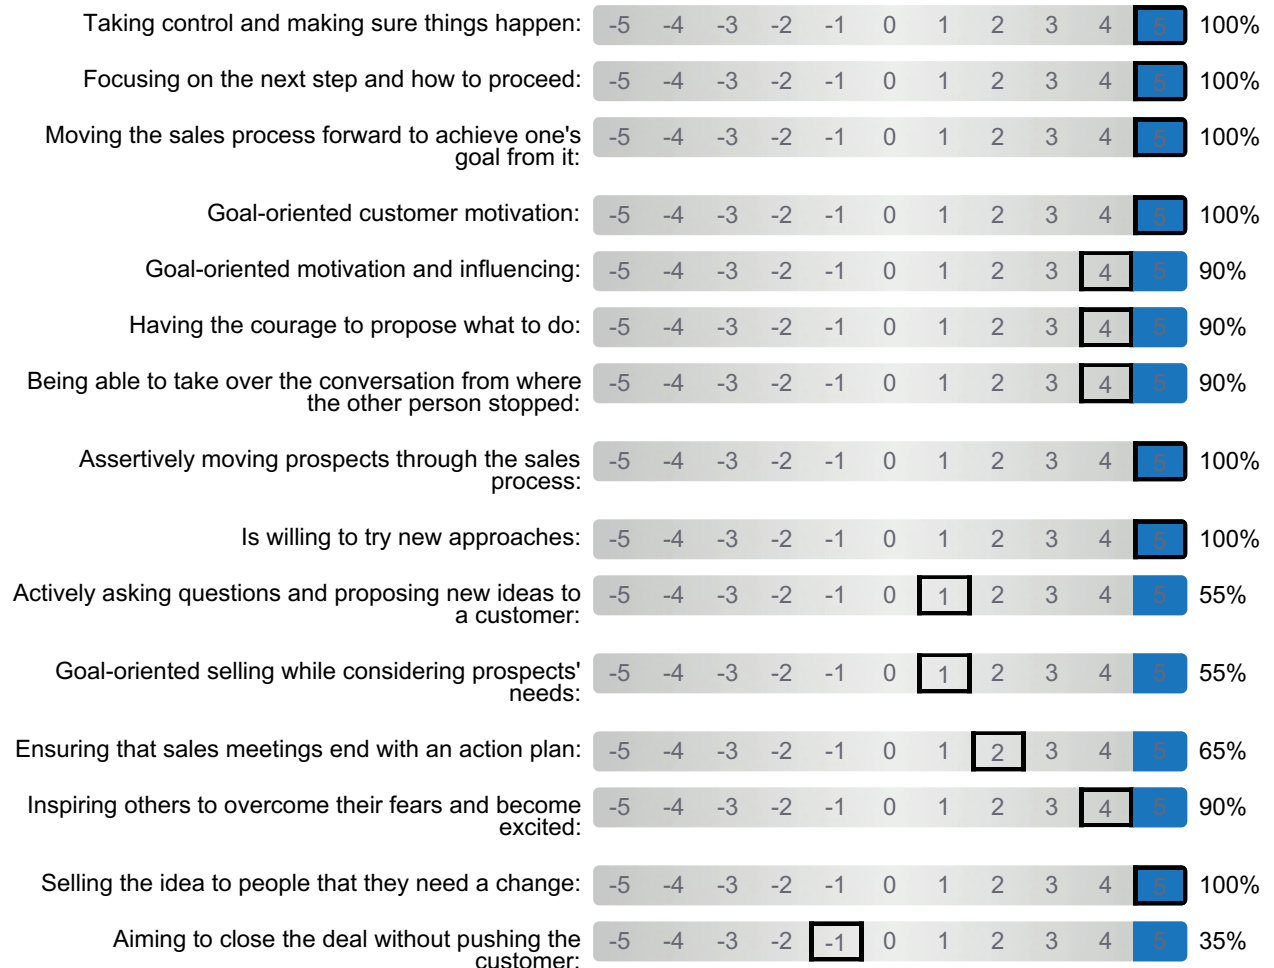 Taking control and making sure things happen: -5 -4 -3 -2 -1 0 1 2 3 4 5 100%
Focusing on the next step and how to proceed: -5 -4 -3 -2 -1 0 1 2 3 4 5 100%
Moving the sales process forward to achieve one's
goal from it: -5 -4 -3 -2 -1 0 1 2 3 4 5 100%
Goal-oriented customer motivation: -5 -4 -3 -2 -1 0 1 2 3 4 5 100%
Goal-oriented motivation and influencing: -5 -4 -3 -2 -1 0 1 2 3 4 5 90%
Having the courage to propose what to do: -5 -4 -3 -2 -1 0 1 2 3 4 5 90%
Being able to take over the conversation from where
the other person stopped: -5 -4 -3 -2 -1 0 1 2 3 4 5 90%
Assertively moving prospects through the sales
process: -5 -4 -3 -2 -1 0 1 2 3 4 5 100%
Is willing to try new approaches: -5 -4 -3 -2 -1 0 1 2 3 4 5 100%
Actively asking questions and proposing new ideas to
a customer: -5 -4 -3 -2 -1 0 1 2 3 4 5 55%
Goal-oriented selling while considering prospects'
needs: -5 -4 -3 -2 -1 0 1 2 3 4 5 55%
Ensuring that sales meetings end with an action plan: -5 -4 -3 -2 -1 0 1 2 3 4 5 65%
Inspiring others to overcome their fears and become
excited: -5 -4 -3 -2 -1 0 1 2 3 4 5 90%
Selling the idea to people that they need a change: -5 -4 -3 -2 -1 0 1 2 3 4 5 100%
Aiming to close the deal without pushing the
customer: -5 -4 -3 -2 -1 0 1 2 3 4 5 35%